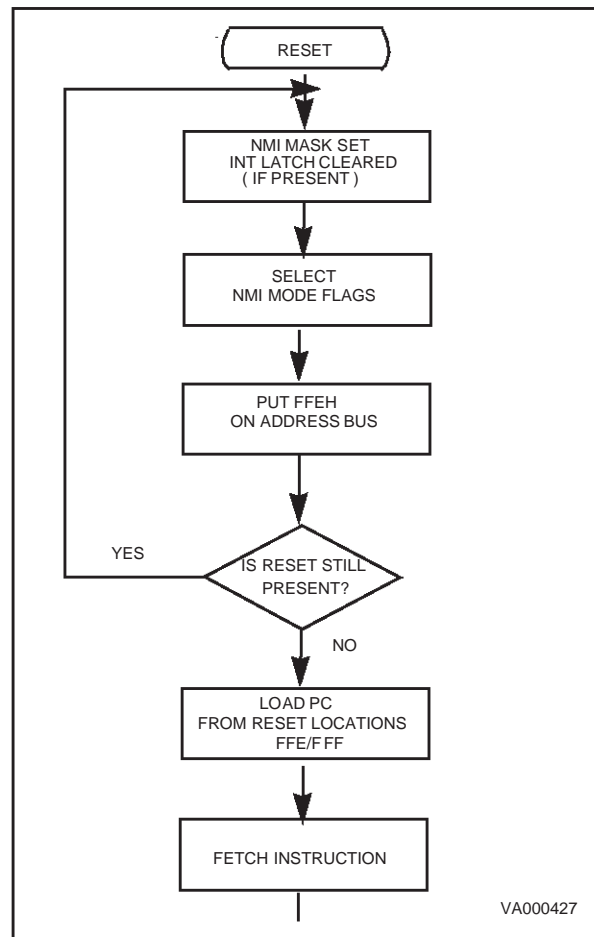 RESET
NMI MASK SET
INT LATCH CLEARED
( IF PRESENT )
SELECT
NMI MODE FLAGS
PUT FFEH
ON ADDRESS BUS
YES
IS RESET STILL
PRESENT?
NO
LOAD PC
FROM RESET LOCATIONS
FFE/FFF
FETCH INSTRUCTION
VA000427